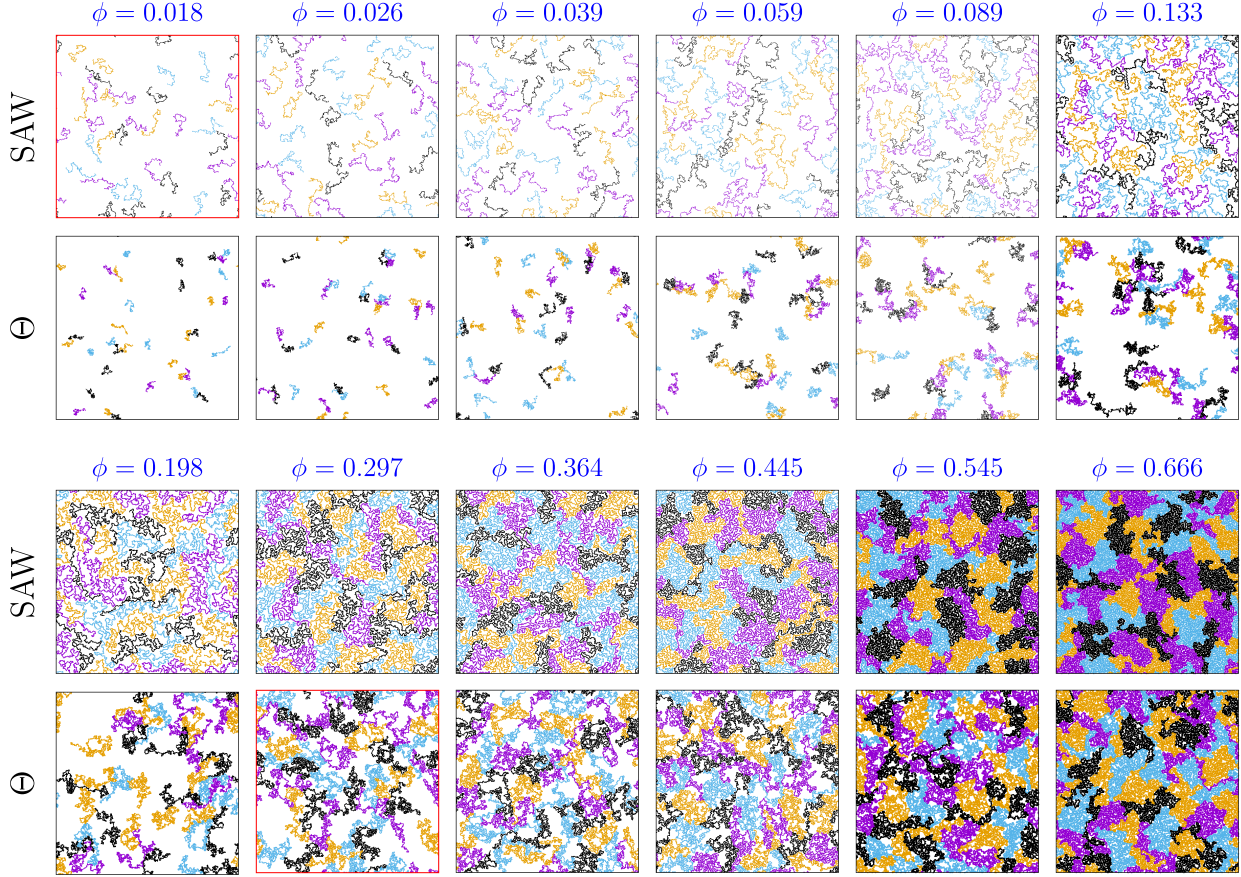 ϕ = 0.018 ϕ = 0.026 ϕ = 0.039 ϕ = 0.059 ϕ = 0.089 ϕ = 0.133
SAW
Θ
ϕ = 0.198 ϕ = 0.297 ϕ = 0.364 ϕ = 0.445 ϕ = 0.545 ϕ = 0.666
SAW
Θ